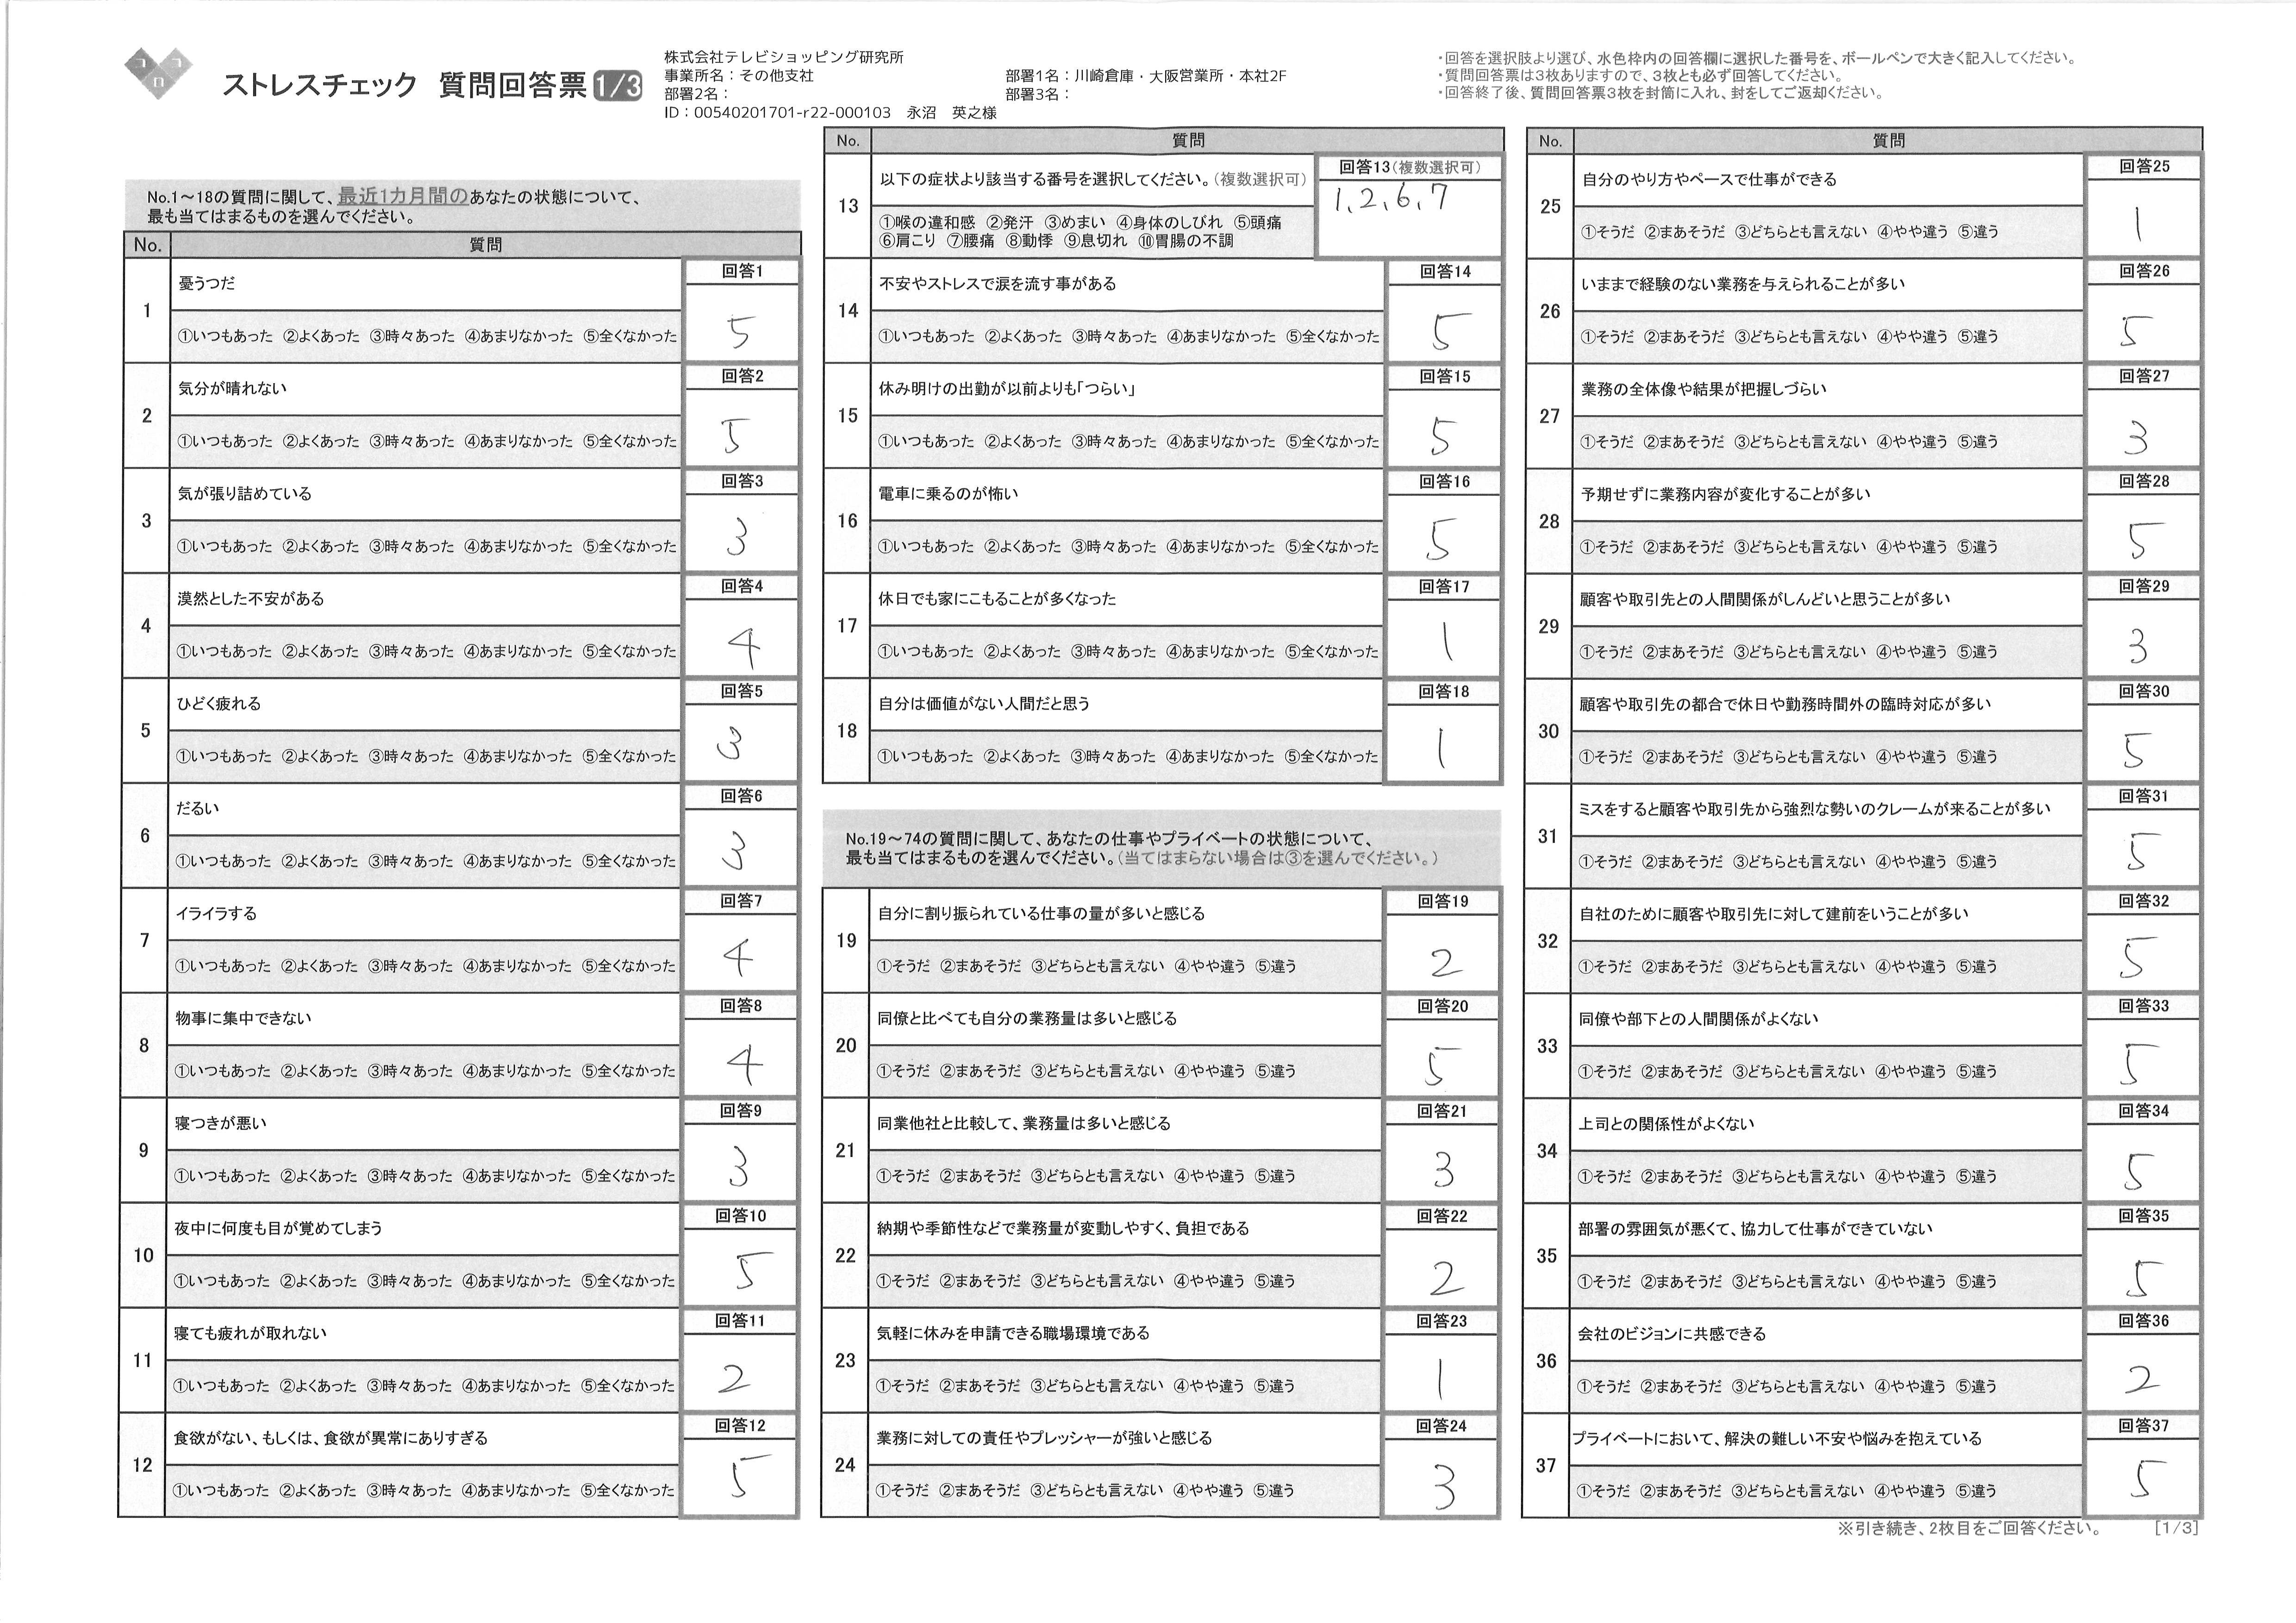 ココロ
ストレスチェック 質問回答票 1/3
株式会社テレビショッピング研究所
事業所名：その他支社
部署1名：川崎倉庫・大阪営業所・本社2F
部署2名：
部署3名：
ID：00540201701-r22-000103 永沼 英之様
・回答を選択肢より選び、水色枠内の回答欄に選択した番号を、ボールペンで大きく記入してください。
・質問回答票は3枚ありますので、3枚とも必ず回答してください。
・回答終了後、質問回答票3枚を封筒に入れ、封をしてご返却ください。
No.1～18の質問に関して、最近1カ月間のあなたの状態について、
最も当てはまるものを選んでください。
No. 質問
1 憂うつだ 回答1
①いつもあった ②よくあった ③時々あった ④あまりなかった ⑤全くなかった 5
2 気分が晴れない 回答2
①いつもあった ②よくあった ③時々あった ④あまりなかった ⑤全くなかった 5
3 気が張り詰めている 回答3
①いつもあった ②よくあった ③時々あった ④あまりなかった ⑤全くなかった 3
4 漠然とした不安がある 回答4
①いつもあった ②よくあった ③時々あった ④あまりなかった ⑤全くなかった 4
5 ひどく疲れる 回答5
①いつもあった ②よくあった ③時々あった ④あまりなかった ⑤全くなかった 3
6 だるい 回答6
①いつもあった ②よくあった ③時々あった ④あまりなかった ⑤全くなかった 3
7 イライラする 回答7
①いつもあった ②よくあった ③時々あった ④あまりなかった ⑤全くなかった 4
8 物事に集中できない 回答8
①いつもあった ②よくあった ③時々あった ④あまりなかった ⑤全くなかった 4
9 寝つきが悪い 回答9
①いつもあった ②よくあった ③時々あった ④あまりなかった ⑤全くなかった 3
10 夜中に何度も目が覚めてしまう 回答10
①いつもあった ②よくあった ③時々あった ④あまりなかった ⑤全くなかった 5
11 寝ても疲れが取れない 回答11
①いつもあった ②よくあった ③時々あった ④あまりなかった ⑤全くなかった 2
12 食欲がない、もしくは、食欲が異常にありすぎる 回答12
①いつもあった ②よくあった ③時々あった ④あまりなかった ⑤全くなかった 5
No. 質問
13 以下の症状より該当する番号を選択してください。（複数選択可） 回答13（複数選択可）
1、2、6、7
①喉の違和感 ②発汗 ③めまい ④身体のしびれ ⑤頭痛
⑥肩こり ⑦腰痛 ⑧動悸 ⑨息切れ ⑩胃腸の不調
14 不安やストレスで涙を流す事がある 回答14
①いつもあった ②よくあった ③時々あった ④あまりなかった ⑤全くなかった 5
15 休み明けの出勤が以前よりも「つらい」 回答15
①いつもあった ②よくあった ③時々あった ④あまりなかった ⑤全くなかった 5
16 電車に乗るのが怖い 回答16
①いつもあった ②よくあった ③時々あった ④あまりなかった ⑤全くなかった 5
17 休日でも家にこもることが多くなった 回答17
①いつもあった ②よくあった ③時々あった ④あまりなかった ⑤全くなかった 1
18 自分は価値がない人間だと思う 回答18
①いつもあった ②よくあった ③時々あった ④あまりなかった ⑤全くなかった 1
No.19～74の質問に関して、あなたの仕事やプライベートの状態について、
最も当てはまるものを選んでください。（当てはまらない場合は③を選んでください。）
19 自分に割り振られている仕事の量が多いと感じる 回答19
①そうだ ②まあそうだ ③どちらとも言えない ④やや違う ⑤違う 2
20 同僚と比べても自分の業務量は多いと感じる 回答20
①そうだ ②まあそうだ ③どちらとも言えない ④やや違う ⑤違う 5
21 同業他社と比較して、業務量は多いと感じる 回答21
①そうだ ②まあそうだ ③どちらとも言えない ④やや違う ⑤違う 3
22 納期や季節性などで業務量が変動しやすく、負担である 回答22
①そうだ ②まあそうだ ③どちらとも言えない ④やや違う ⑤違う 2
23 気軽に休みを申請できる職場環境である 回答23
①そうだ ②まあそうだ ③どちらとも言えない ④やや違う ⑤違う 1
24 業務に対しての責任やプレッシャーが強いと感じる 回答24
①そうだ ②まあそうだ ③どちらとも言えない ④やや違う ⑤違う 3
No. 質問
25 自分のやり方やペースで仕事ができる 回答25
①そうだ ②まあそうだ ③どちらとも言えない ④やや違う ⑤違う 1
26 いままで経験のない業務を与えられることが多い 回答26
①そうだ ②まあそうだ ③どちらとも言えない ④やや違う ⑤違う 5
27 業務の全体像や結果が把握しづらい 回答27
①そうだ ②まあそうだ ③どちらとも言えない ④やや違う ⑤違う 3
28 予期せずに業務内容が変化することが多い 回答28
①そうだ ②まあそうだ ③どちらとも言えない ④やや違う ⑤違う 5
29 顧客や取引先との人間関係がしんどいと思うことが多い 回答29
①そうだ ②まあそうだ ③どちらとも言えない ④やや違う ⑤違う 3
30 顧客や取引先の都合で休日や勤務時間外の臨時対応が多い 回答30
①そうだ ②まあそうだ ③どちらとも言えない ④やや違う ⑤違う 5
31 ミスをすると顧客や取引先から強烈な勢いのクレームが来ることが多い 回答31
①そうだ ②まあそうだ ③どちらとも言えない ④やや違う ⑤違う 5
32 自社のために顧客や取引先に対して建前をいうことが多い 回答32
①そうだ ②まあそうだ ③どちらとも言えない ④やや違う ⑤違う 5
33 同僚や部下との人間関係がよくない 回答33
①そうだ ②まあそうだ ③どちらとも言えない ④やや違う ⑤違う 5
34 上司との関係性がよくない 回答34
①そうだ ②まあそうだ ③どちらとも言えない ④やや違う ⑤違う 5
35 部署の雰囲気が悪くて、協力して仕事ができていない 回答35
①そうだ ②まあそうだ ③どちらとも言えない ④やや違う ⑤違う 5
36 会社のビジョンに共感できる 回答36
①そうだ ②まあそうだ ③どちらとも言えない ④やや違う ⑤違う 2
37 プライベートにおいて、解決の難しい不安や悩みを抱えている 回答37
①そうだ ②まあそうだ ③どちらとも言えない ④やや違う ⑤違う 5
※引き続き、2枚目をご回答ください。 [1/3]